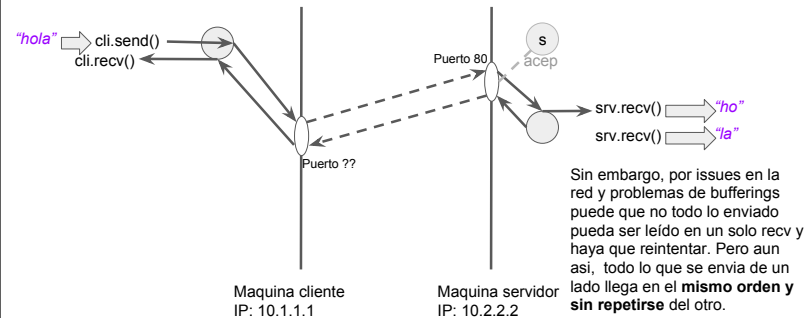 "hola"
cli.send()
cli.recv()
Puerto ??
Puerto 80
s
acep
srv.recv()
"ho"
srv.recv()
"la"
Sin embargo, por issues en la
red y problemas de bufferings
puede que no todo lo enviado
pueda ser leído en un solo recv y
haya que reintentar. Pero aun
asi,  todo lo que se envia de un
lado llega en el mismo orden y
sin repetirse del otro.
Maquina cliente
IP: 10.1.1.1
Maquina servidor
IP: 10.2.2.2